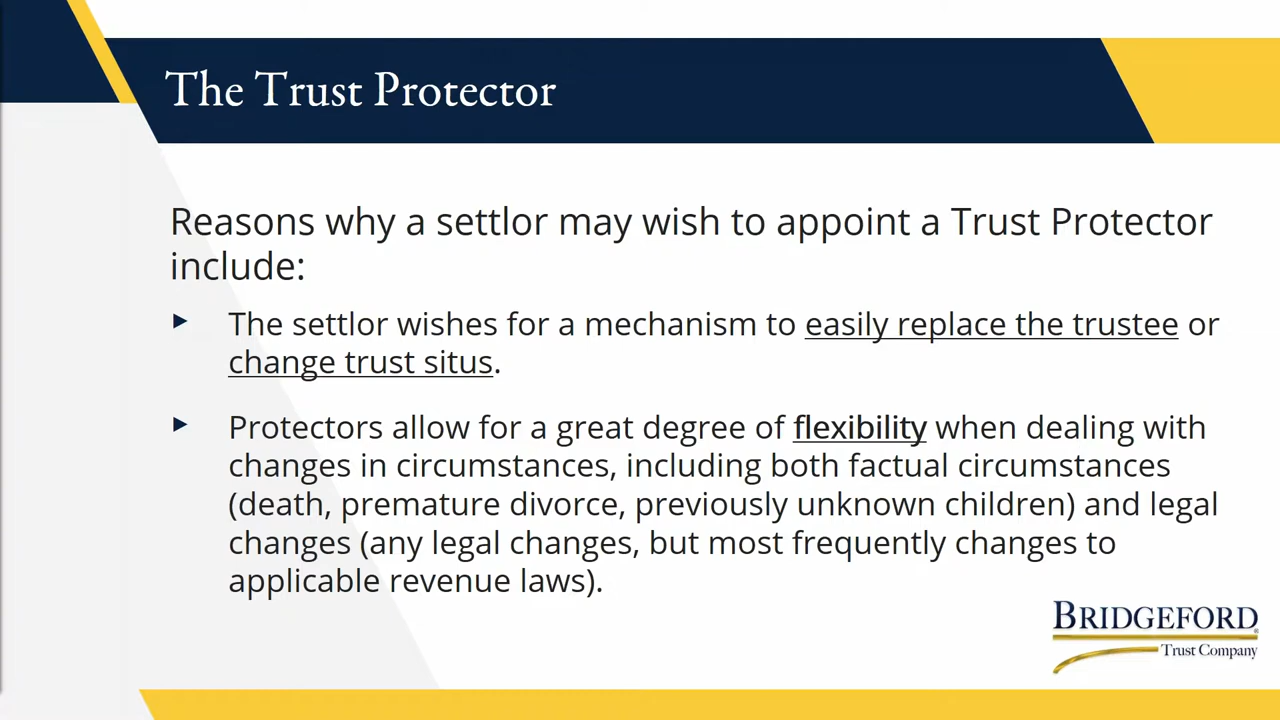 The Trust Protector
Reasons why a settlor may wish to appoint a Trust Protector
include:
The settlor wishes for a mechanism to easily replace the trustee or
change trust situs.
Protectors allow for a great degree of flexibility when dealing with
changes in circumstances, including both factual circumstances
(death, premature divorce, previously unknown children) and legal
changes (any legal changes, but most frequently changes to
applicable revenue laws).
BRIDGEFORD®
Trust Company